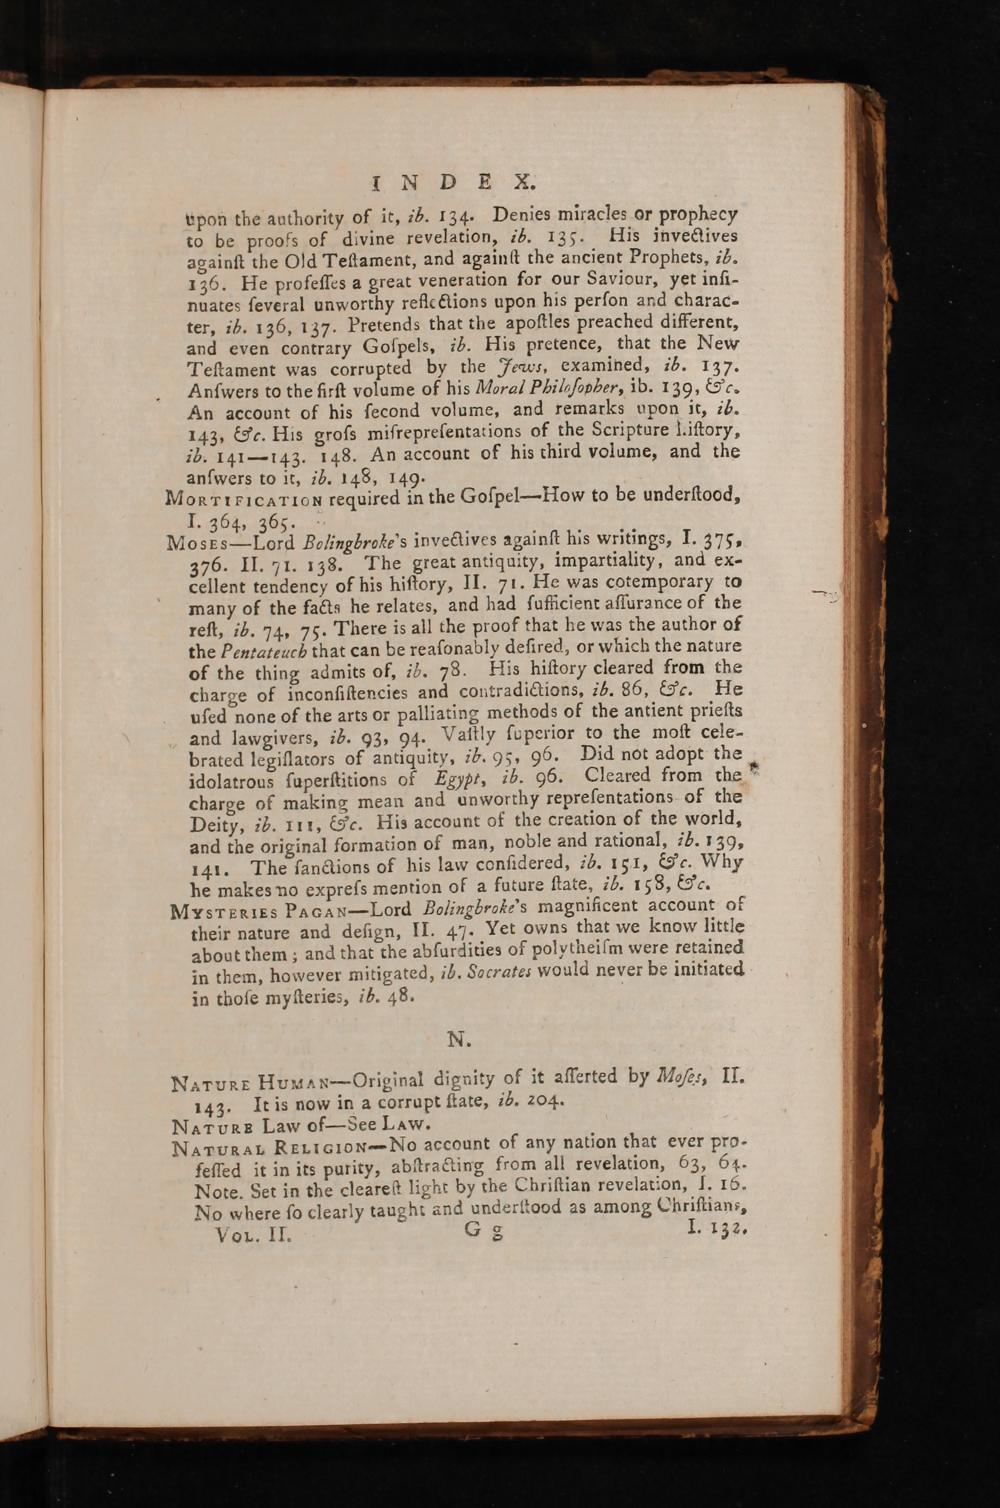 I N D E X.
upon the authority of it, ib. 134. Denies miracles or prophecy
to be proofs of divine revelation, ib. 135. His invectives
againſt the Old Teſtament, and againſt the ancient Prophets, ib.
136. He profeſſes a great veneration for our Saviour, yet inſi-
nuates ſeveral unworthy reflections upon his perſon and charac-
ter, ib. 136, 137. Pretends that the apoſtles preached different,
and even contrary Goſpels, ib. His pretence, that the New
Teſtament was corrupted by the Jews, examined, ib. 137.
Anſwers to the firſt volume of his Moral Philoſopher, ib. 139, &c.
An account of his ſecond volume, and remarks upon it, ib.
143, &c. His groſs miſrepreſentations of the Scripture hiſtory,
ib. 141—143. 148. An account of his third volume, and the
anſwers to it, ib. 148, 149.
MORTIFICATION required in the Goſpel—How to be underſtood,
I. 364, 365.
MOSES—Lord Bolingbroke's invectives againſt his writings, I. 375,
376. II. 71. 138. The great antiquity, impartiality, and ex-
cellent tendency of his hiſtory, II. 71. He was cotemporary to
many of the facts he relates, and had ſufficient aſſurance of the
reſt, ib. 74, 75. There is all the proof that he was the author of
the Pentateuch that can be reaſonably deſired, or which the nature
of the thing admits of, ib. 78. His hiſtory cleared from the
charge of inconſiſtencies and contradictions, ib. 86, &c. He
uſed none of the arts or palliating methods of the antient prieſts
and lawgivers, ib. 93, 94. Vaſtly ſuperior to the moſt cele-
brated legiſlators of antiquity, ib. 95, 96. Did not adopt the
idolatrous ſuperſtitions of Egypt, ib. 96. Cleared from the
charge of making mean and unworthy repreſentations of the
Deity, ib. 111, &c. His account of the creation of the world,
and the original formation of man, noble and rational, ib. 139,
141. The ſanctions of his law conſidered, ib. 151, &c. Why
he makes no expreſs mention of a future ſtate, ib. 158, &c.
MYSTERIES PAGAN—Lord Bolingbroke's magnificent account of
their nature and deſign, II. 47. Yet owns that we know little
about them; and that the abſurdities of polytheiſm were retained
in them, however mitigated, ib. Socrates would never be initiated
in thoſe myſteries, ib. 48.
N.
NATURE HUMAN—Original dignity of it aſſerted by Moſes, II.
143. It is now in a corrupt ſtate, ib. 204.
NATURE Law of—See LAW.
NATURAL RELIGION—No account of any nation that ever pro-
feſſed it in its purity, abſtracting from all revelation, 63, 64.
Note. Set in the cleareſt light by the Chriſtian revelation, I. 16.
No where ſo clearly taught and underſtood as among Chriſtians,
VOL. II. G g I. 132.